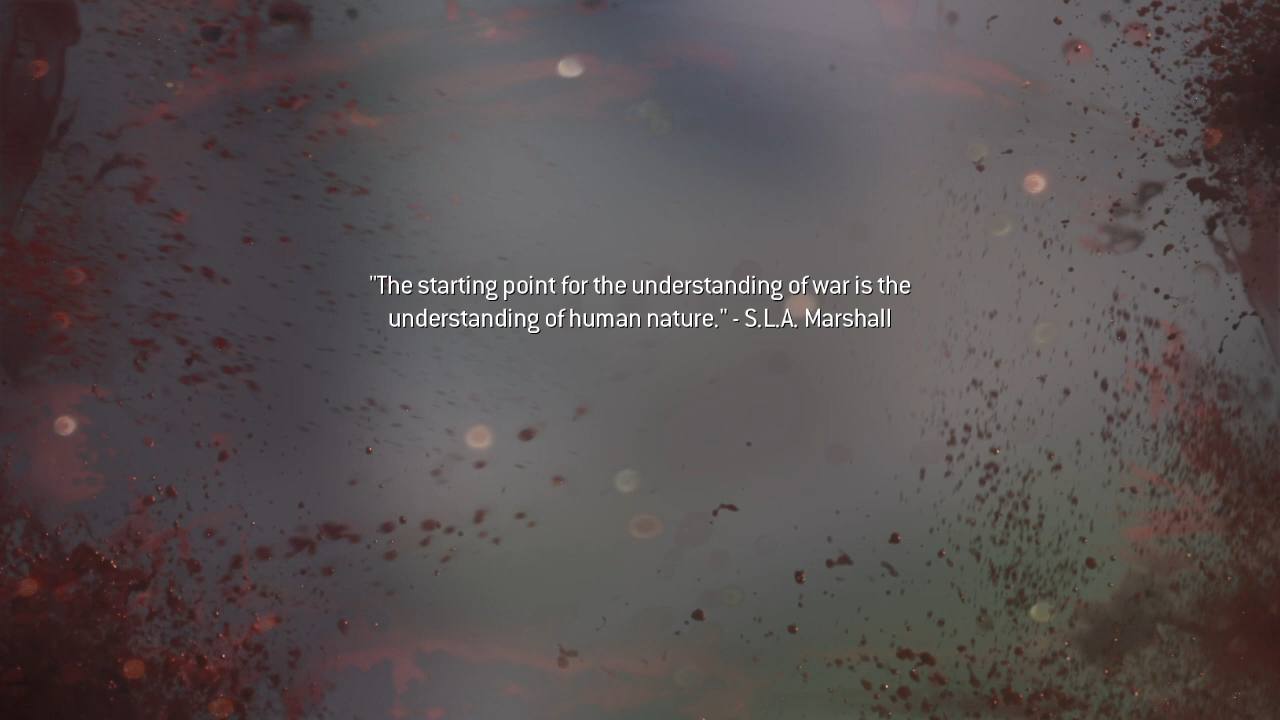 "The starting point for the understanding of war is the
understanding of human nature." - S.L.A. Marshall